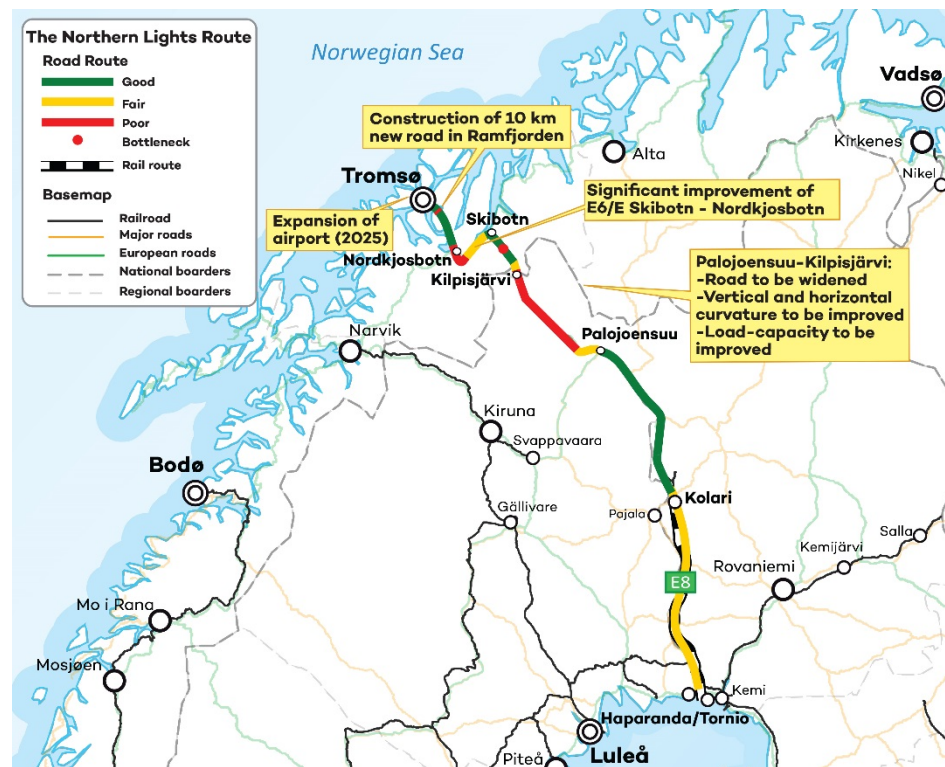 The Northern Lights Route
Road Route
Good
Fair
Poor
Bottleneck
Rail route
Basemap
Railroad
Major roads
European roads
National boarders
Regional boarders
Norwegian Sea
Vadsø
Construction of 10 km
new road in Ramfjorden
Kirkenes
Alta
Nikel
Tromsø
Significant improvement of
E6/E Skibotn - Nordkjosbotn
Expansion of
airport (2025)
Skibotn
Nordkjosbotn
Kilpisjärvi
Palojoensuu-Kilpisjärvi:
-Road to be widened
-Vertical and horizontal
curvature to be improved
-Load-capacity to be
improved
Narvik
Palojoensuu
Kiruna
Svappavaara
Bodø
Kolari
Gällivare
Pajala
Salla
Kemijärvi
Rovaniemi
E8
Mo i Rana
Mosjøen
Kemi
Haparanda/Tornio
Luleå
Piteå